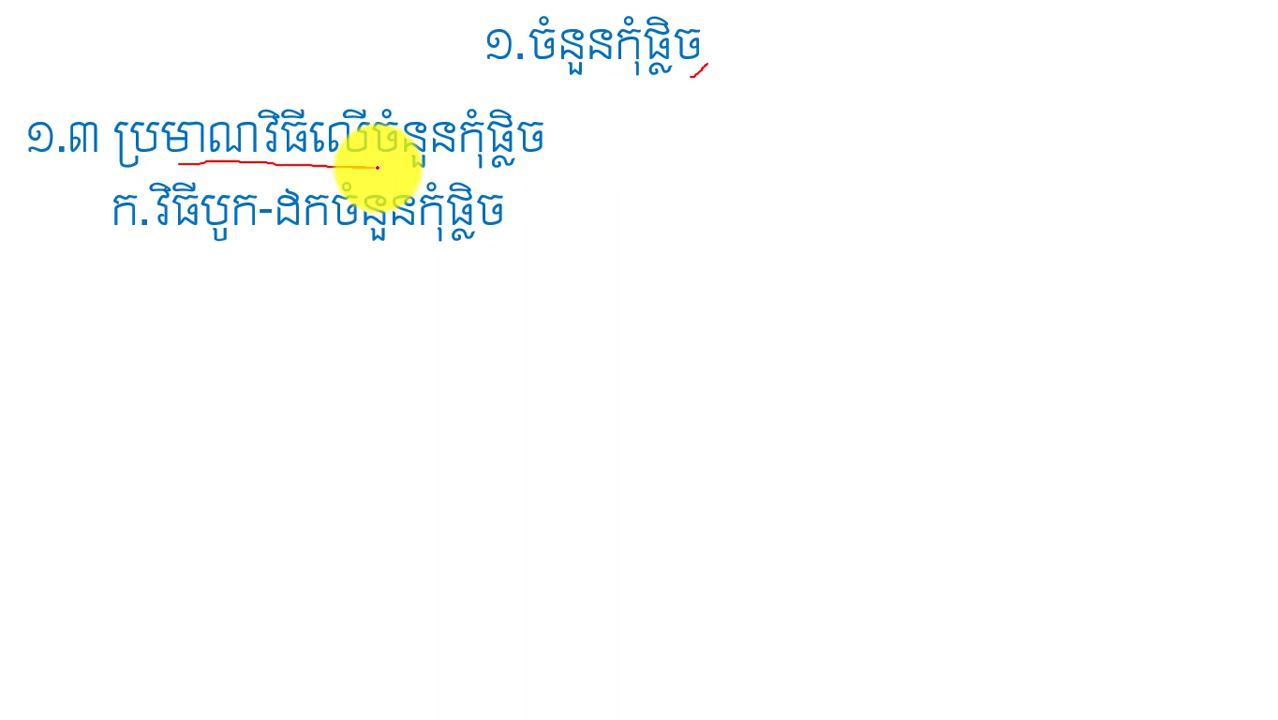 ១.ចំនួនកុំផ្លិច
១.៣ ប្រមាណវិធីលើចំនួនកុំផ្លិច
ក.វិធីបូក-ដកចំនួនកុំផ្លិច